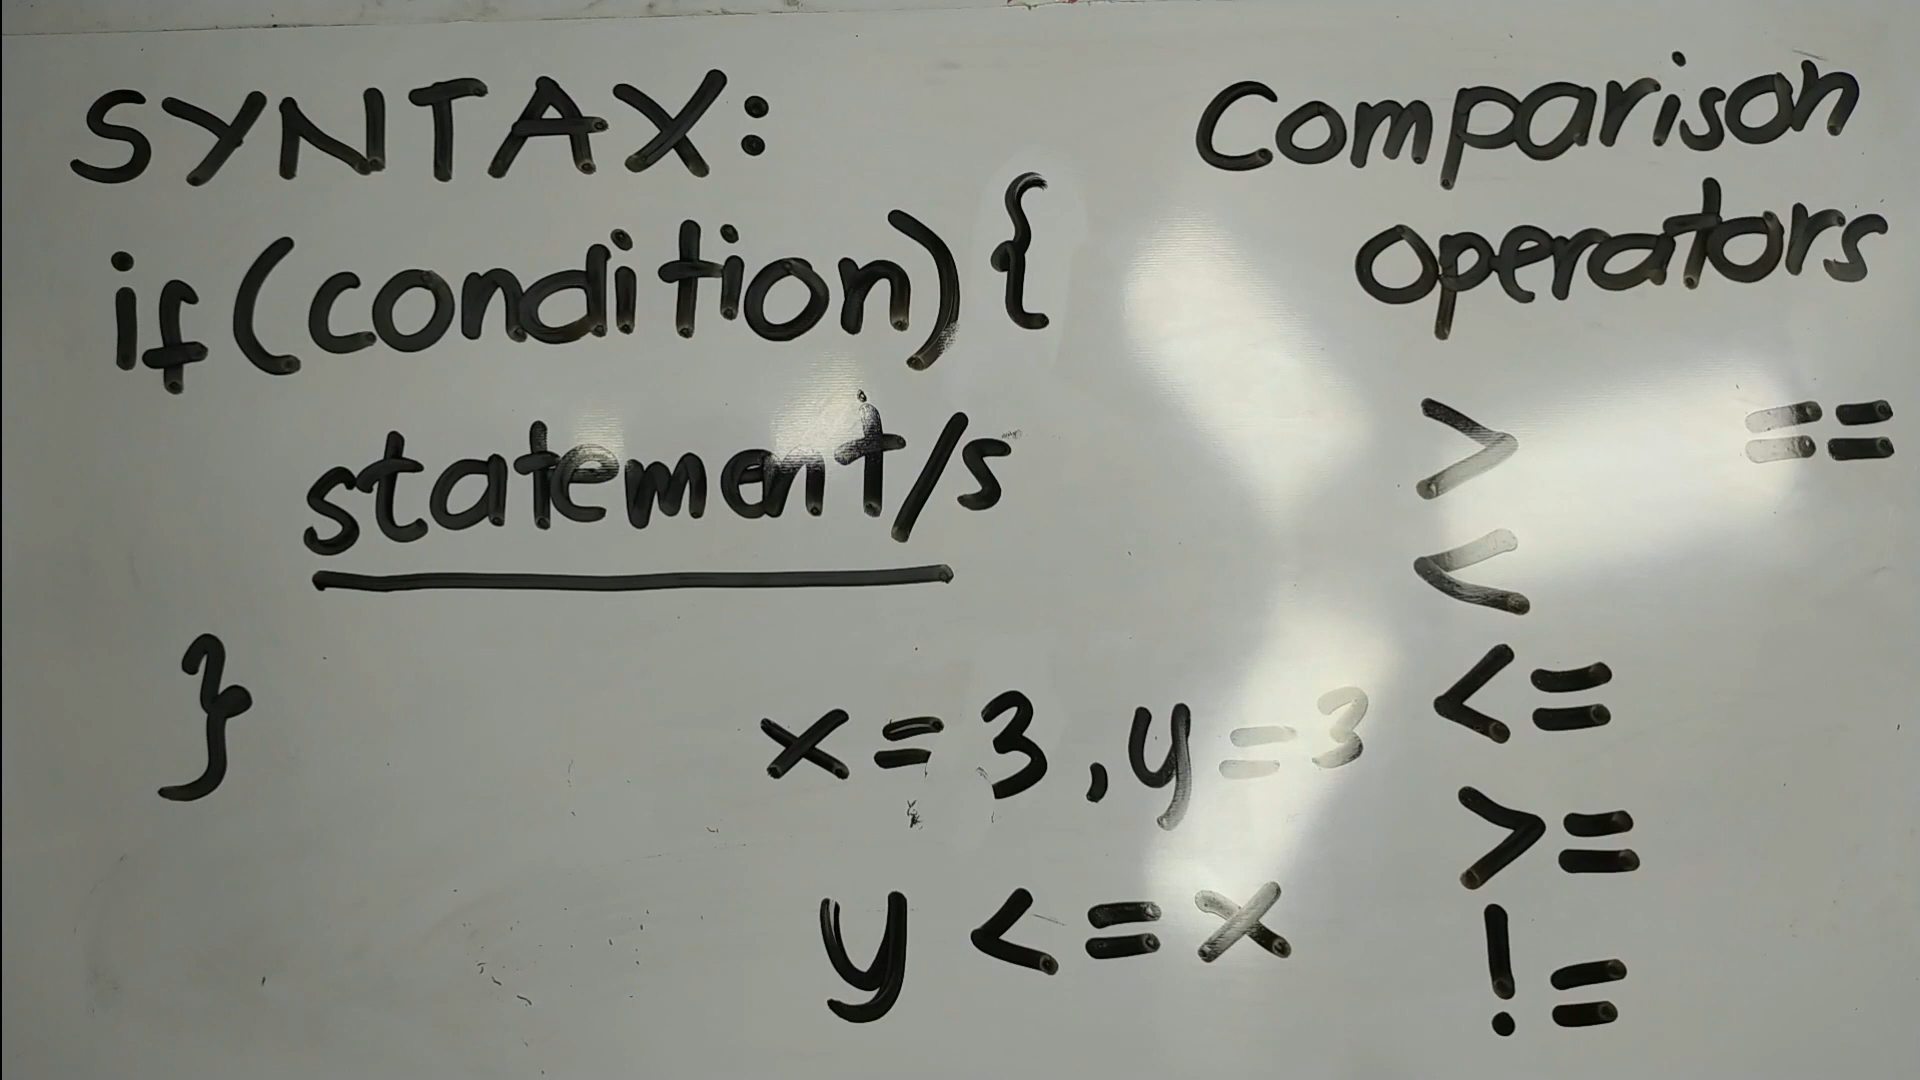 SYNTAX:
if (condition) {
statement/s
}
x = 3, y = 3
y <= x
Comparison
operators
> ==
<
<=
>=
!=